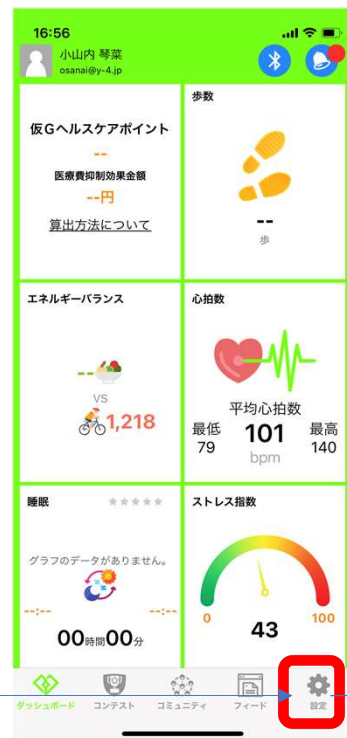 16:56
小山内 琴菜
osanai@y-4.jp
仮Gヘルスケアポイント
--
医療費抑制効果金額
--円
算出方法について
歩数
--
歩
エネルギーバランス
--
VS
1,218
心拍数
平均心拍数
最低 101 最高
79 bpm 140
睡眠
グラフのデータがありません。
--:-- --:--
00時間00分
ストレス指数
0 100
43
ダッシュボード コンテスト コミュニティ フィード 設定